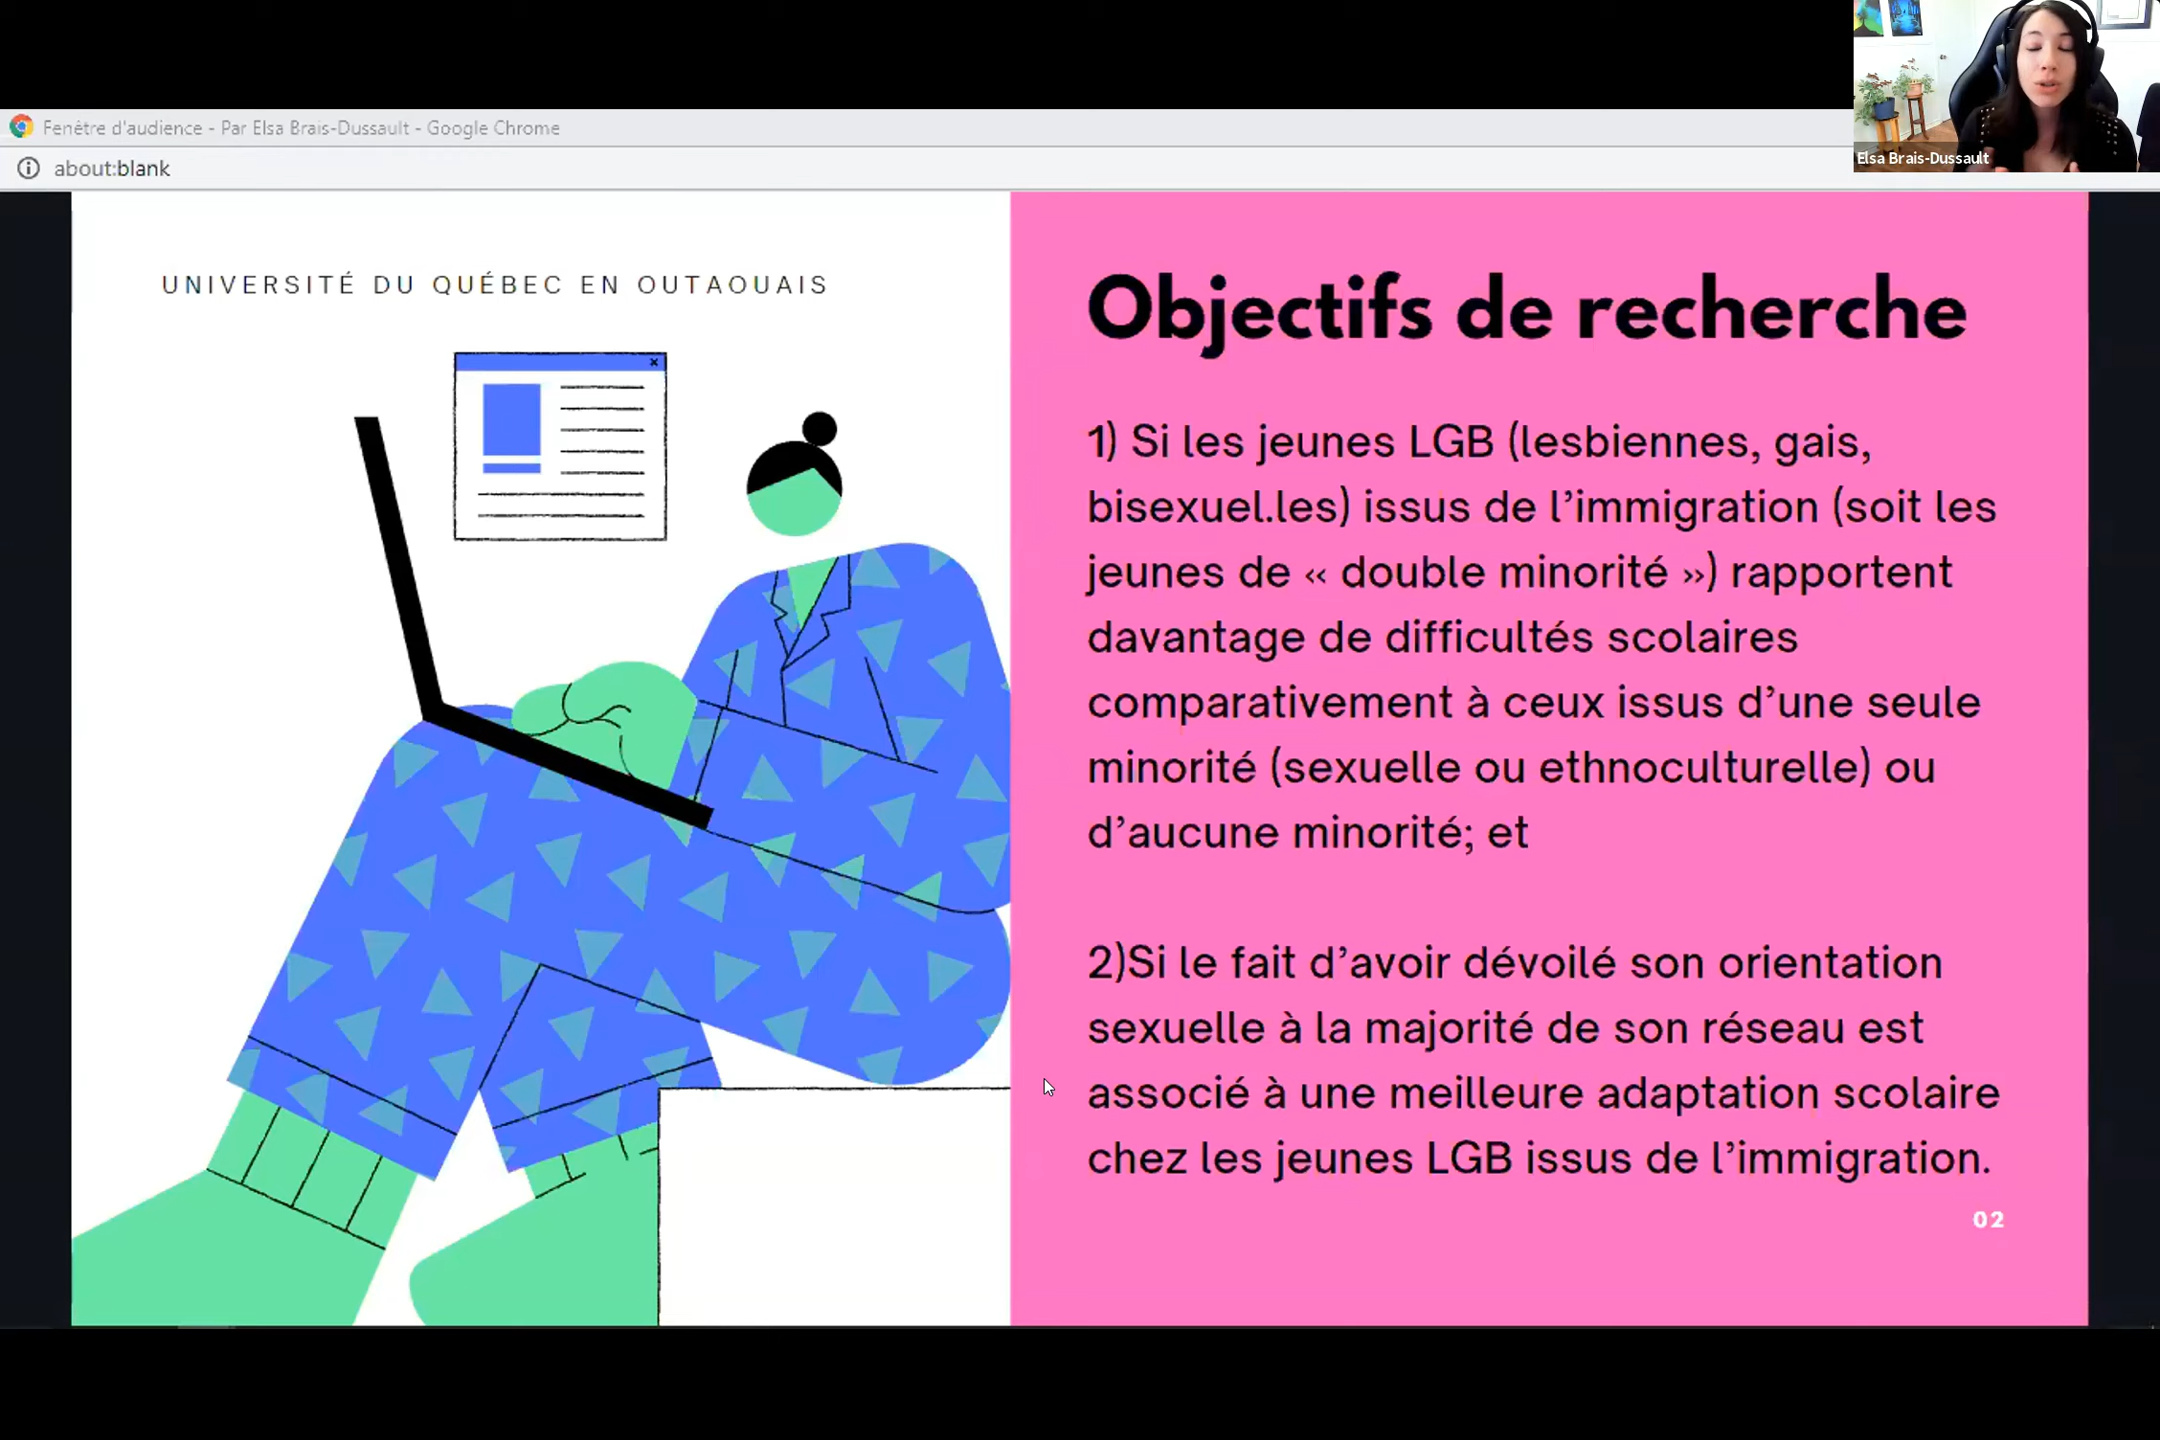 Fenêtre d'audience - Par Elsa Brais-Dussault - Google Chrome
about:blank
Elsa Brais-Dussault
UNIVERSITÉ DU QUÉBEC EN OUTAOUAIS
Objectifs de recherche
1) Si les jeunes LGB (lesbiennes, gais,
bisexuel.les) issus de l’immigration (soit les
jeunes de « double minorité ») rapportent
davantage de difficultés scolaires
comparativement à ceux issus d’une seule
minorité (sexuelle ou ethnoculturelle) ou
d’aucune minorité; et
2)Si le fait d’avoir dévoilé son orientation
sexuelle à la majorité de son réseau est
associé à une meilleure adaptation scolaire
chez les jeunes LGB issus de l’immigration.
02